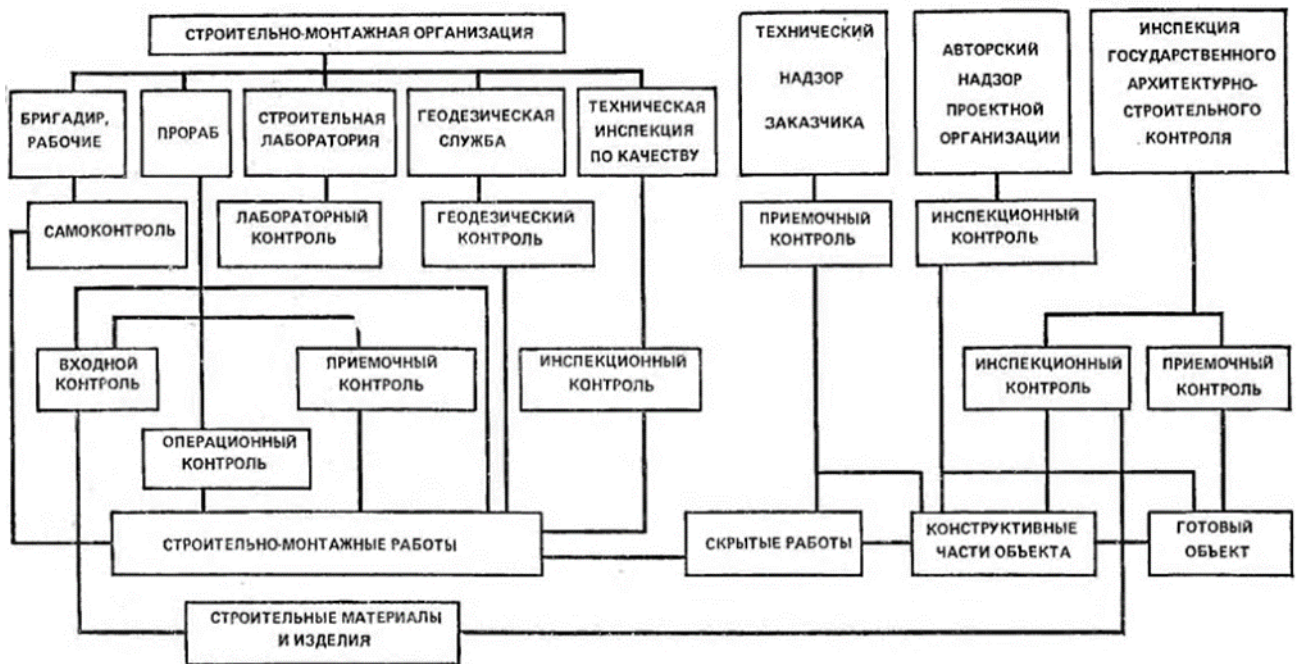 СТРОИТЕЛЬНО-МОНТАЖНАЯ ОРГАНИЗАЦИЯ
ТЕХНИЧЕСКИЙ
НАДЗОР
ЗАКАЗЧИКА
АВТОРСКИЙ
НАДЗОР
ПРОЕКТНОЙ
ОРГАНИЗАЦИИ
ИНСПЕКЦИЯ
ГОСУДАРСТВЕННОГО
АРХИТЕКТУРНО-
СТРОИТЕЛЬНОГО
КОНТРОЛЯ
БРИГАДИР,
РАБОЧИЕ
ПРОРАБ
СТРОИТЕЛЬНАЯ
ЛАБОРАТОРИЯ
ГЕОДЕЗИЧЕСКАЯ
СЛУЖБА
ТЕХНИЧЕСКАЯ
ИНСПЕКЦИЯ
ПО КАЧЕСТВУ
САМОКОНТРОЛЬ
ЛАБОРАТОРНЫЙ
КОНТРОЛЬ
ГЕОДЕЗИЧЕСКИЙ
КОНТРОЛЬ
ПРИЕМОЧНЫЙ
КОНТРОЛЬ
ИНСПЕКЦИОННЫЙ
КОНТРОЛЬ
ВХОДНОЙ
КОНТРОЛЬ
ПРИЕМОЧНЫЙ
КОНТРОЛЬ
ИНСПЕКЦИОННЫЙ
КОНТРОЛЬ
ИНСПЕКЦИОННЫЙ
КОНТРОЛЬ
ПРИЕМОЧНЫЙ
КОНТРОЛЬ
ОПЕРАЦИОННЫЙ
КОНТРОЛЬ
СТРОИТЕЛЬНО-МОНТАЖНЫЕ РАБОТЫ
СКРЫТЫЕ РАБОТЫ
КОНСТРУКТИВНЫЕ
ЧАСТИ ОБЪЕКТА
ГОТОВЫЙ
ОБЪЕКТ
СТРОИТЕЛЬНЫЕ МАТЕРИАЛЫ
И ИЗДЕЛИЯ